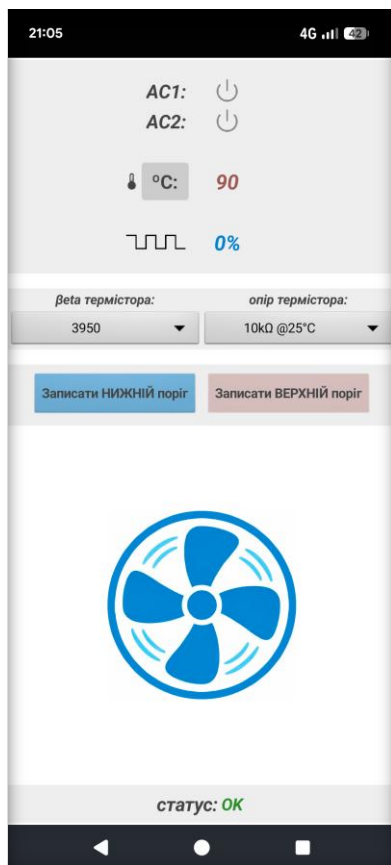 21:05 4G 42
AC1:
AC2:
ºC: 90
0%
βeta термістора: опір термістора:
3950 10kΩ @25°C
Записати НИЖНІЙ поріг Записати ВЕРХНІЙ поріг
статус: OK